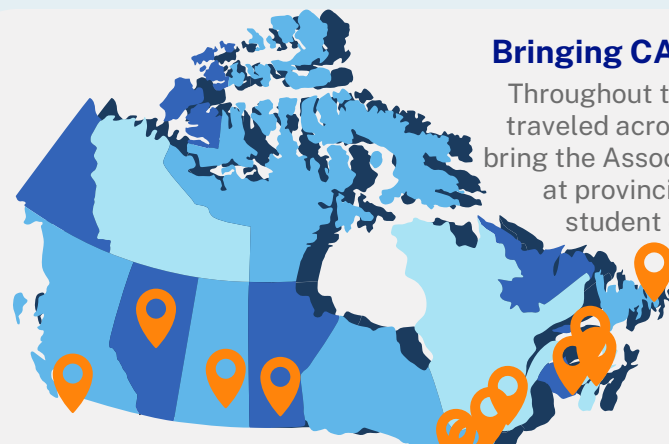 Bringing CA
Throughout t
traveled acro
bring the Assoc
at provinci
student